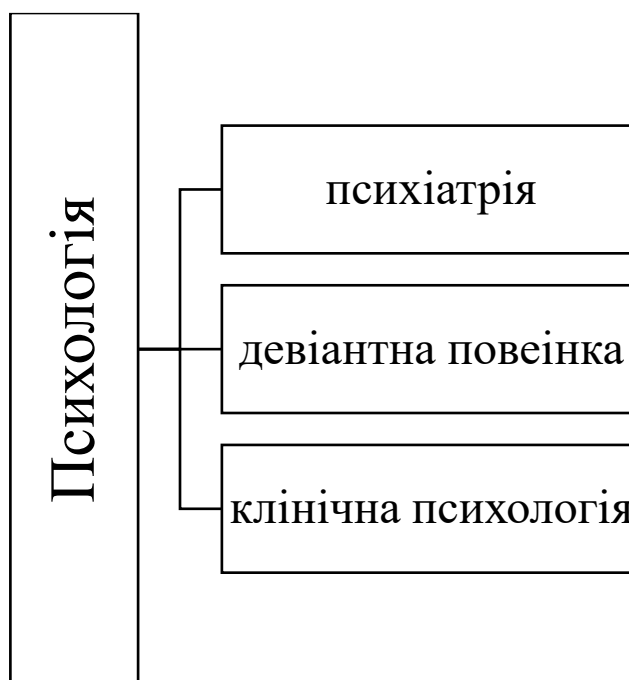 Психологія
психіатрія
девіантна повеінка
клінічна психологія